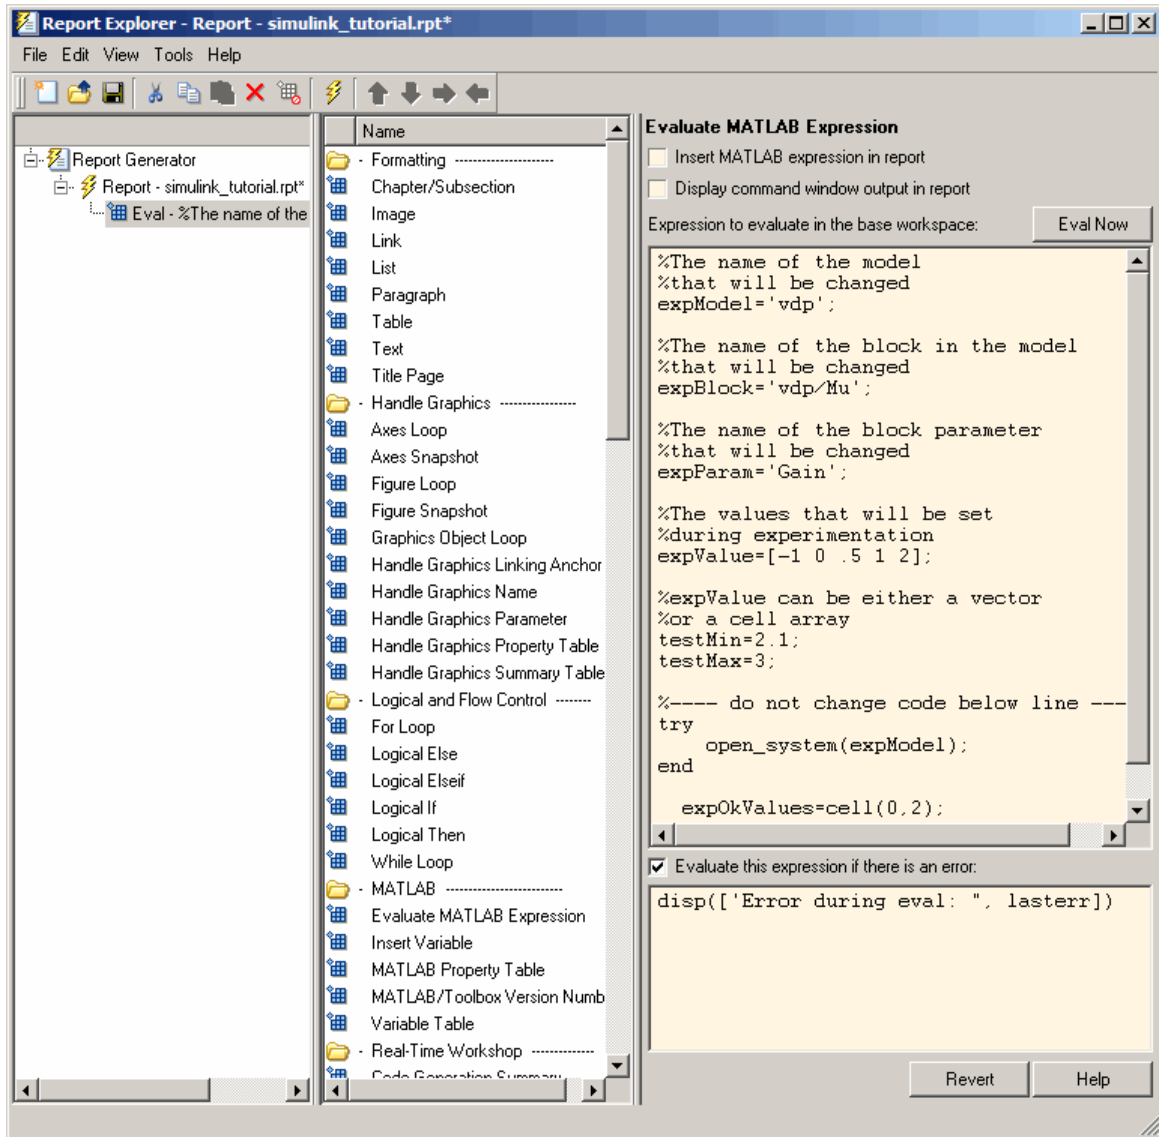 Report Explorer - Report - simulink_tutorial.rpt*
File Edit View Tools Help
Report Generator
Report - simulink_tutorial.rpt*
Eval - %The name of the
Name
- Formatting ---------------------
Chapter/Subsection
Image
Link
List
Paragraph
Table
Text
Title Page
- Handle Graphics ----------------
Axes Loop
Axes Snapshot
Figure Loop
Figure Snapshot
Graphics Object Loop
Handle Graphics Linking Anchor
Handle Graphics Name
Handle Graphics Parameter
Handle Graphics Property Table
Handle Graphics Summary Table
- Logical and Flow Control --------
For Loop
Logical Else
Logical Elseif
Logical If
Logical Then
While Loop
- MATLAB -------------------------
Evaluate MATLAB Expression
Insert Variable
MATLAB Property Table
MATLAB/Toolbox Version Numb
Variable Table
- Real-Time Workshop -------------
Code Generation Summary
Evaluate MATLAB Expression
Insert MATLAB expression in report
Display command window output in report
Expression to evaluate in the base workspace:
Eval Now
%The name of the model
%that will be changed
expModel='vdp';
%The name of the block in the model
%that will be changed
expBlock='vdp/Mu';
%The name of the block parameter
%that will be changed
expParam='Gain';
%The values that will be set
%during experimentation
expValue=[-1 0 .5 1 2];
%expValue can be either a vector
%or a cell array
testMin=2.1;
testMax=3;
%---- do not change code below line ---
try
open_system(expModel);
end
expOkValues=cell(0,2);
Evaluate this expression if there is an error:
disp(['Error during eval: ", lasterr])
Revert
Help